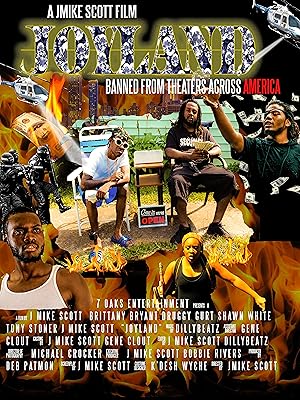 A JMIKE SCOTT FILM
JOYLAND
BANNED FROM THEATERS ACROSS AMERICA
OPEN
7 OAKS ENTERTAINMENT PRESENTS
J MIKE SCOTT BRITTANY BRYANT DRUGGY CURT SHAWN WHITE
TONY STONER J MIKE SCOTT "JOYLAND" DILLYBEATZ GENE
CLOUT J MIKE SCOTT GENE CLOUT J MIKE SCOTT DILLYBEATZ
MICHAEL CROCKER J MIKE SCOTT BOBBIE RIVERS
DEB PATMON J MIKE SCOTT K'DESH WYCHE JMIKE SCOTT